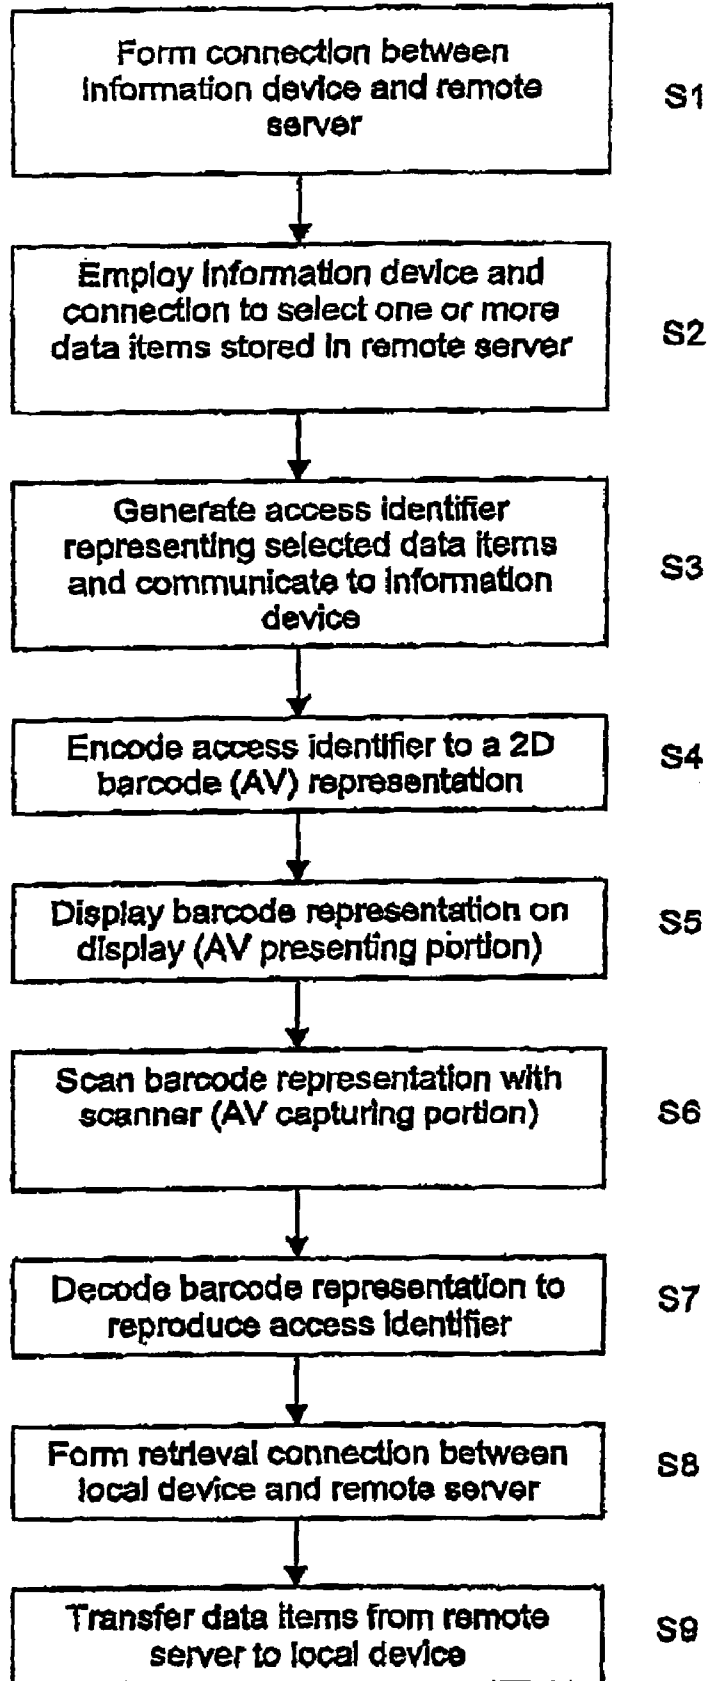 Form connection between
information device and remote
server
S1
Employ information device and
connection to select one or more
data items stored in remote server
S2
Generate access identifier
representing selected data items
and communicate to information
device
S3
Encode access identifier to a 2D
barcode (AV) representation
S4
Display barcode representation on
display (AV presenting portion)
S5
Scan barcode representation with
scanner (AV capturing portion)
S6
Decode barcode representation to
reproduce access identifier
S7
Form retrieval connection between
local device and remote server
S8
Transfer data items from remote
server to local device
S9